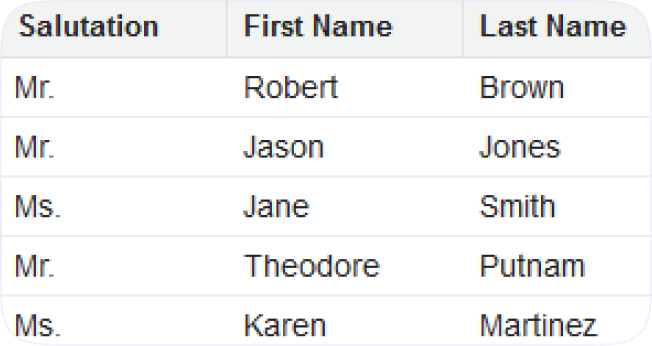 Salutation First Name Last Name
Mr. Robert Brown
Mr. Jason Jones
Ms. Jane Smith
Mr. Theodore Putnam
Ms. Karen Martinez